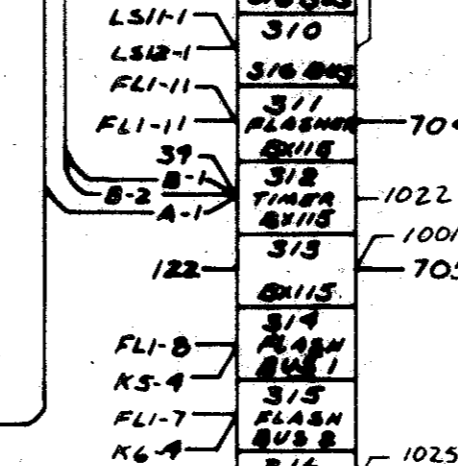 LS11-1
310
LS12-1
316 BUS
FL1-11
311
FL1-11
FLASHER
704
BX115
39
312
B-1
B-2
TIMER
1022
A-1
BX115
313
1001
122
705
BX115
314
FL1-8
FLASH
BUS 1
K5-4
315
FL1-7
FLASH
BUS 2
K6-4
1025